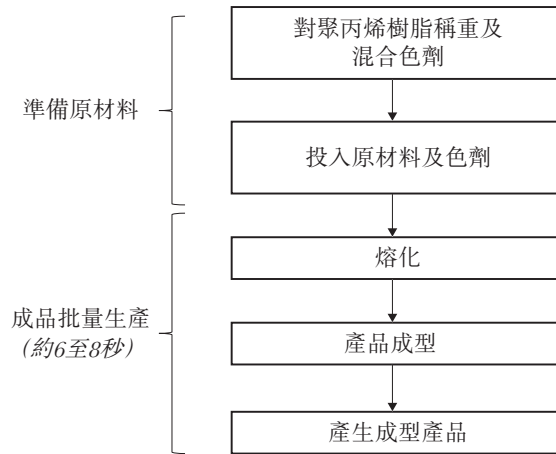 對聚丙烯樹脂稱重及
混合色劑
準備原材料
投入原材料及色劑
熔化
成品批量生產
(約6至8秒)
產品成型
產生成型產品